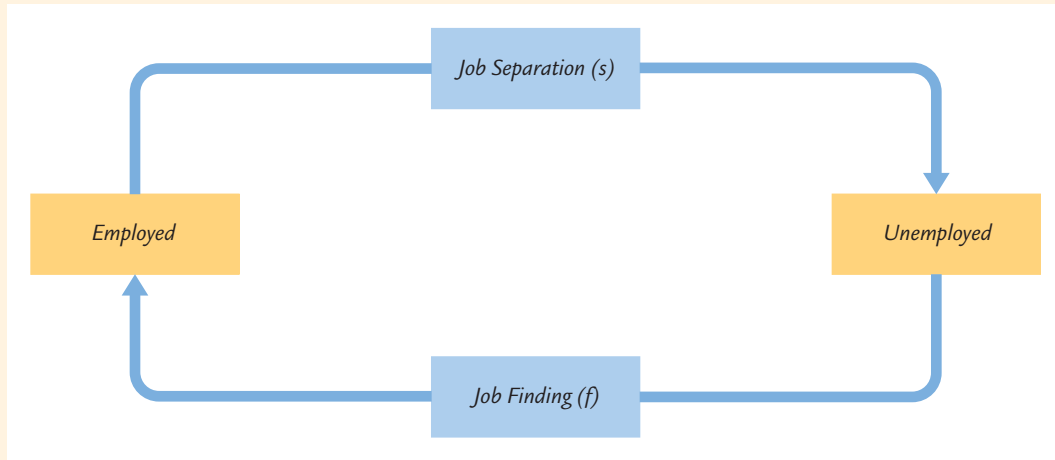 Job Separation (s)
Employed
Unemployed
Job Finding (f)